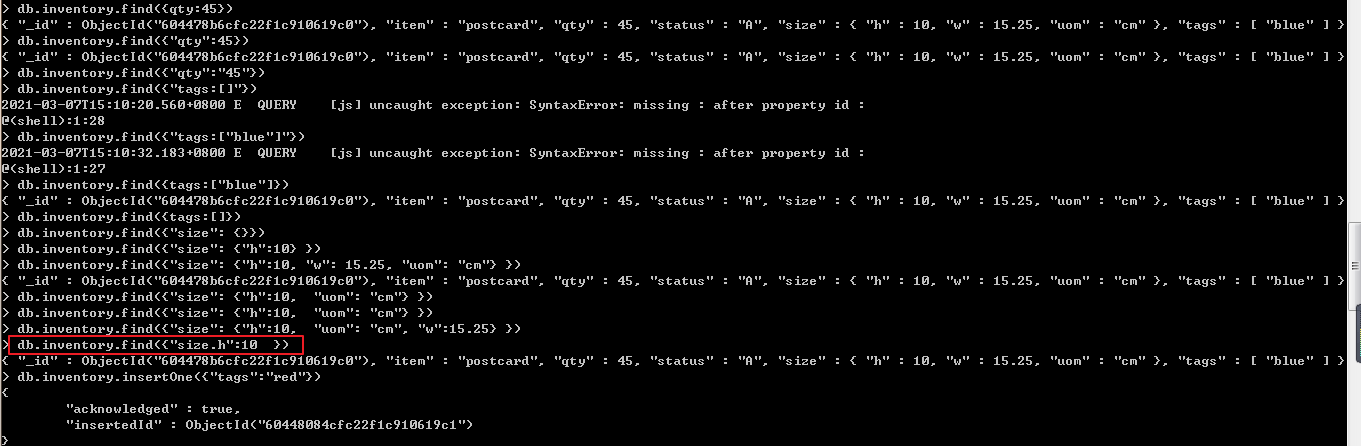 > db.inventory.find({qty:45})
{ "_id" : ObjectId("604478b6cfc22f1c910619c0"), "item" : "postcard", "qty" : 45, "status" : "A", "size" : { "h" : 10, "w" : 15.25, "uom" : "cm" }, "tags" : [ "blue" ] }
> db.inventory.find({"qty":45})
{ "_id" : ObjectId("604478b6cfc22f1c910619c0"), "item" : "postcard", "qty" : 45, "status" : "A", "size" : { "h" : 10, "w" : 15.25, "uom" : "cm" }, "tags" : [ "blue" ] }
> db.inventory.find({"qty":"45"})
> db.inventory.find({"tags:[]"})
2021-03-07T15:10:20.560+0800 E  QUERY    [js] uncaught exception: SyntaxError: missing : after property id :
@(shell):1:28
> db.inventory.find({"tags:["blue"]"})
2021-03-07T15:10:32.183+0800 E  QUERY    [js] uncaught exception: SyntaxError: missing : after property id :
@(shell):1:27
> db.inventory.find({tags:["blue"]})
{ "_id" : ObjectId("604478b6cfc22f1c910619c0"), "item" : "postcard", "qty" : 45, "status" : "A", "size" : { "h" : 10, "w" : 15.25, "uom" : "cm" }, "tags" : [ "blue" ] }
> db.inventory.find({tags:[]})
> db.inventory.find({"size": {}})
> db.inventory.find({"size": {"h":10} })
> db.inventory.find({"size": {"h":10, "w": 15.25, "uom": "cm"} })
{ "_id" : ObjectId("604478b6cfc22f1c910619c0"), "item" : "postcard", "qty" : 45, "status" : "A", "size" : { "h" : 10, "w" : 15.25, "uom" : "cm" }, "tags" : [ "blue" ] }
> db.inventory.find({"size": {"h":10,  "uom": "cm"} })
> db.inventory.find({"size": {"h":10,  "uom": "cm"} })
> db.inventory.find({"size": {"h":10,  "uom": "cm", "w":15.25} })
> db.inventory.find({"size.h":10  })
{ "_id" : ObjectId("604478b6cfc22f1c910619c0"), "item" : "postcard", "qty" : 45, "status" : "A", "size" : { "h" : 10, "w" : 15.25, "uom" : "cm" }, "tags" : [ "blue" ] }
> db.inventory.insertOne({"tags":"red"})
{
        "acknowledged" : true,
        "insertedId" : ObjectId("60448084cfc22f1c910619c1")
}